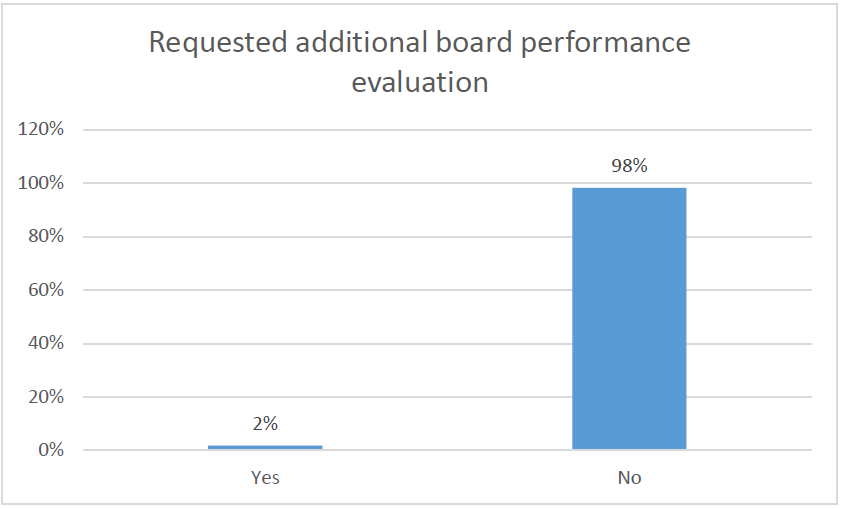 Requested additional board performance
evaluation
120%
100%
80%
60%
40%
20%
0%
2%
98%
Yes
No